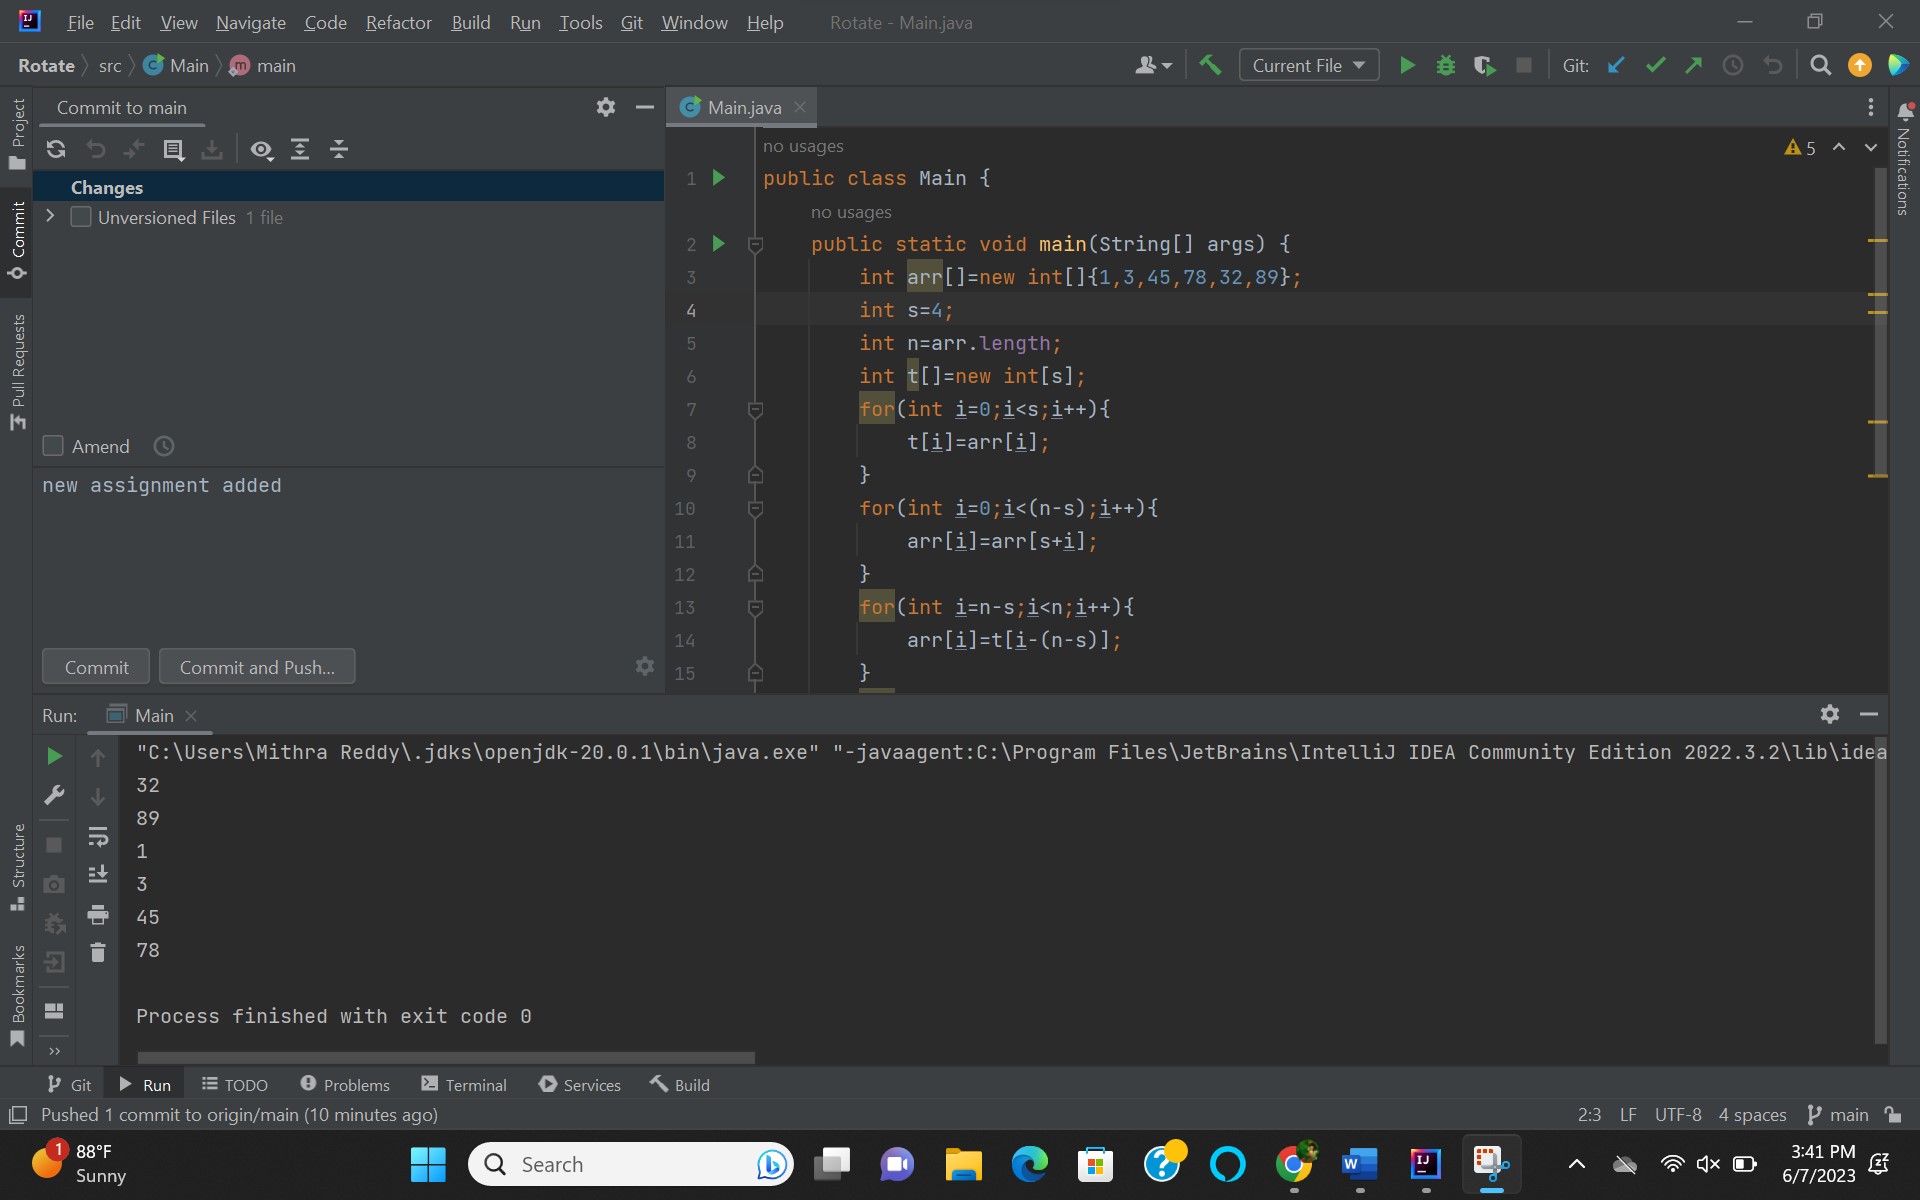 File Edit View Navigate Code Refactor Build Run Tools Git Window Help Rotate - Main.java
Rotate src Main m main Current File Git:
Project
Commit
Pull Requests
Structure
Bookmarks
Commit to main
Changes
Unversioned Files 1 file
Amend
new assignment added
Commit Commit and Push...
Main.java
Notifications
5
no usages
1 public class Main {
no usages
2 public static void main(String[] args) {
3 int arr[]=new int[]{1,3,45,78,32,89};
4 int s=4;
5 int n=arr.length;
6 int t[]=new int[s];
7 for(int i=0;i<s;i++){
8 t[i]=arr[i];
9 }
10 for(int i=0;i<(n-s);i++){
11 arr[i]=arr[s+i];
12 }
13 for(int i=n-s;i<n;i++){
14 arr[i]=t[i-(n-s)];
15 }
Run: Main
"C:\Users\Mithra Reddy\.jdks\openjdk-20.0.1\bin\java.exe" "-javaagent:C:\Program Files\JetBrains\IntelliJ IDEA Community Edition 2022.3.2\lib\idea
32
89
1
3
45
78
Process finished with exit code 0
Git Run TODO Problems Terminal Services Build
Pushed 1 commit to origin/main (10 minutes ago) 2:3 LF UTF-8 4 spaces main
1 88°F
Sunny
Search
3:41 PM
6/7/2023